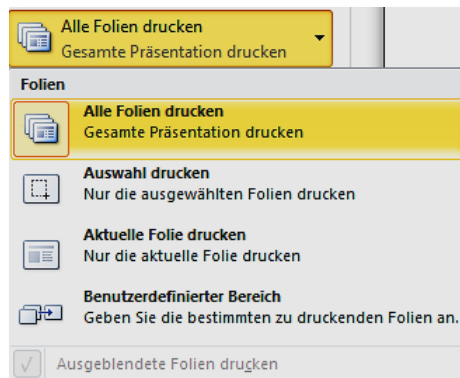 Alle Folien drucken
Gesamte Präsentation drucken
Folien
Alle Folien drucken
Gesamte Präsentation drucken
Auswahl drucken
Nur die ausgewählten Folien drucken
Aktuelle Folie drucken
Nur die aktuelle Folie drucken
Benutzerdefinierter Bereich
Geben Sie die bestimmten zu druckenden Folien an.
Ausgeblendete Folien drucken